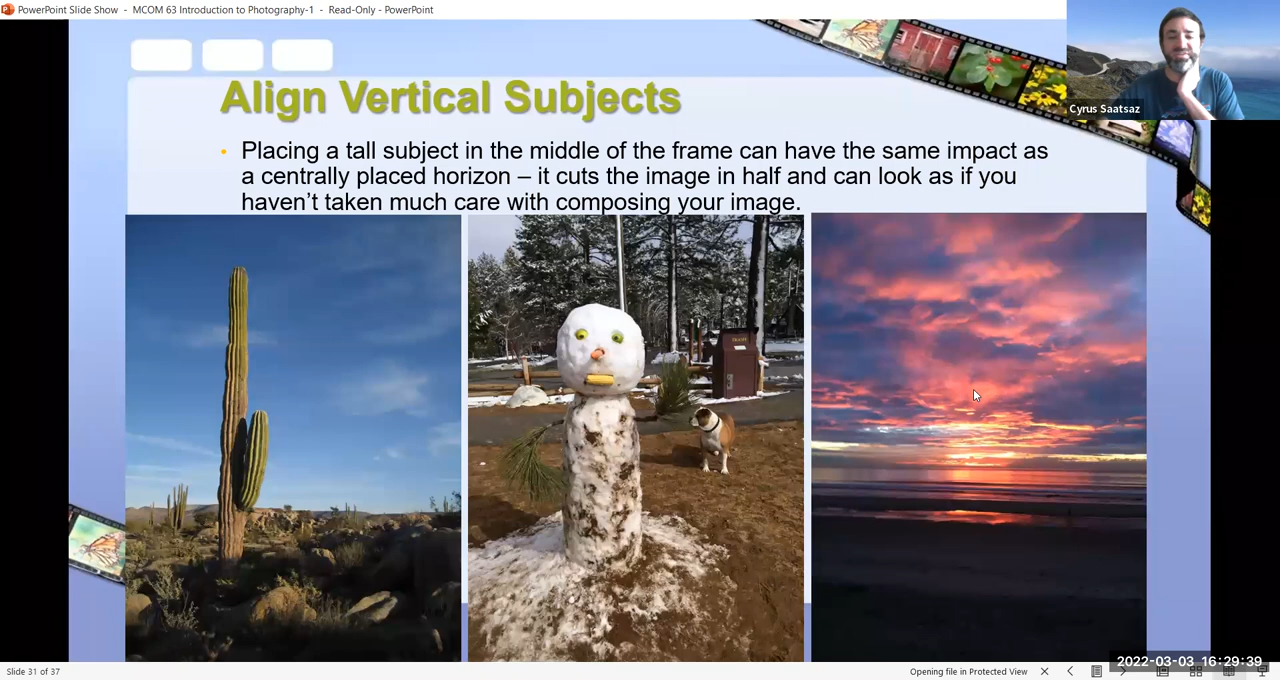 PowerPoint Slide Show - MCOM 63 Introduction to Photography-1 - Read-Only - PowerPoint
Cyrus Saatsaz
Align Vertical Subjects
• Placing a tall subject in the middle of the frame can have the same impact as
a centrally placed horizon – it cuts the image in half and can look as if you
haven’t taken much care with composing your image.
Slide 31 of 37
Opening file in Protected View
2022-03-03 16:29:39